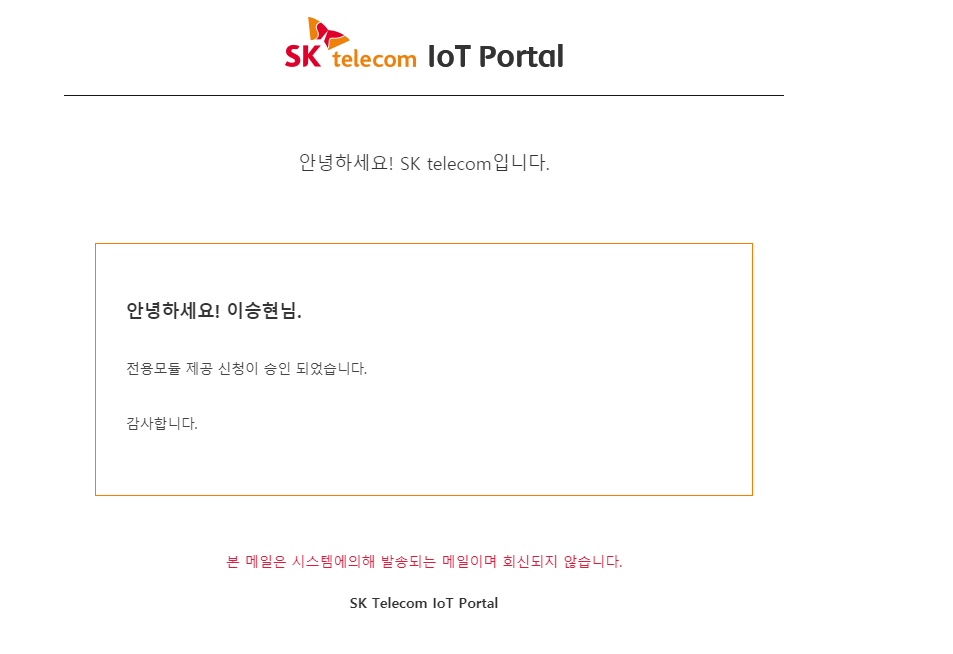 SK telecom IoT Portal
안녕하세요! SK telecom입니다.
안녕하세요! 이승현님.
전용모듈 제공 신청이 승인 되었습니다.
감사합니다.
본 메일은 시스템에의해 발송되는 메일이며 회신되지 않습니다.
SK Telecom IoT Portal